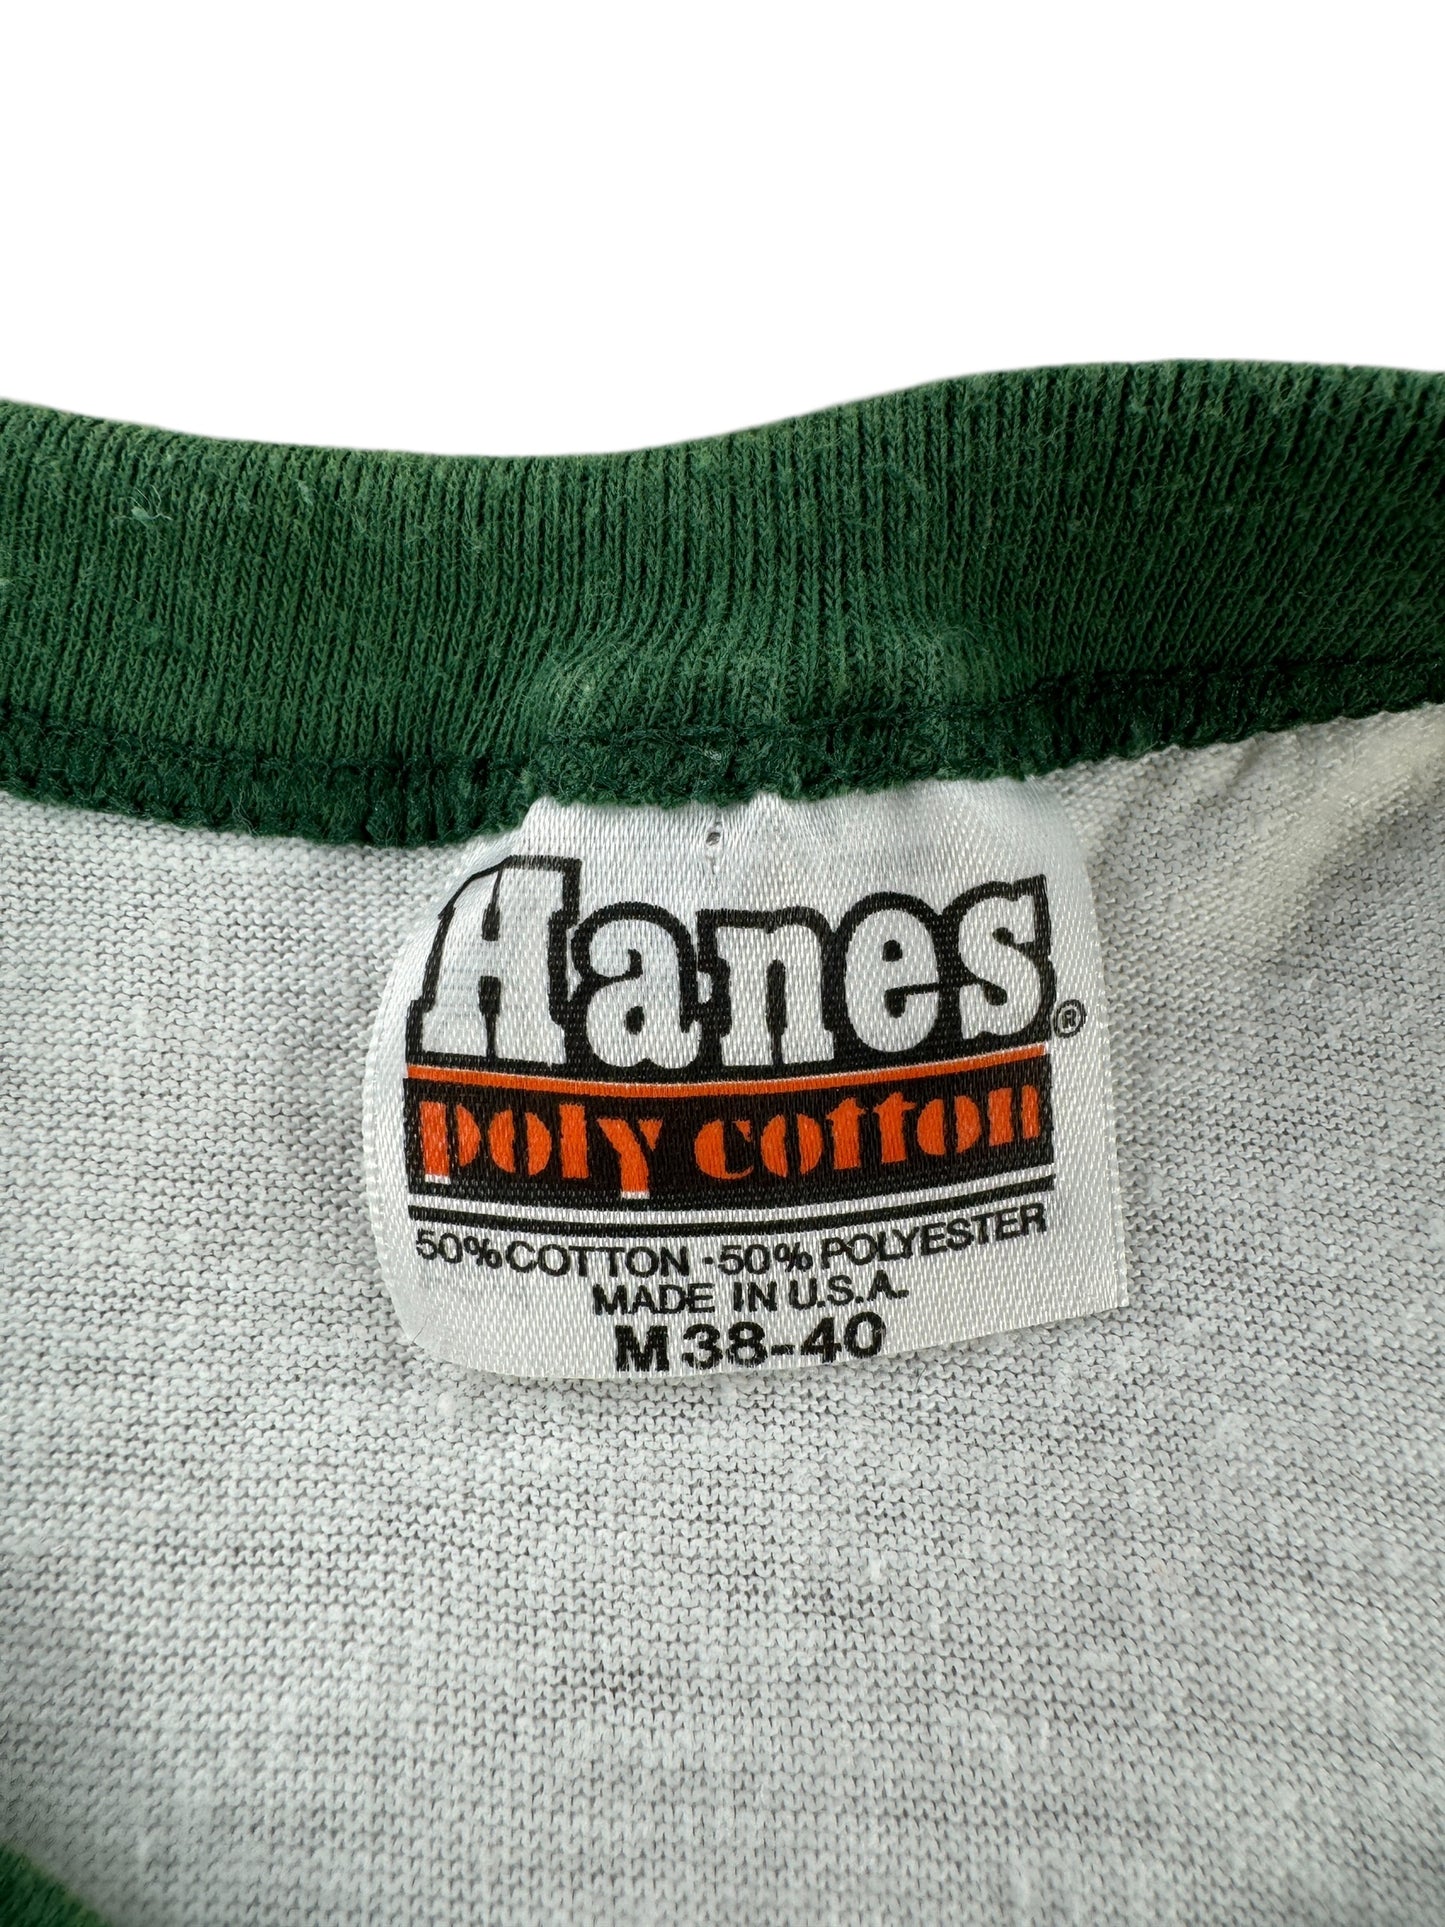 Hanes®
poly cotton
50% COTTON - 50% POLYESTER
MADE IN U.S.A.
M 38-40